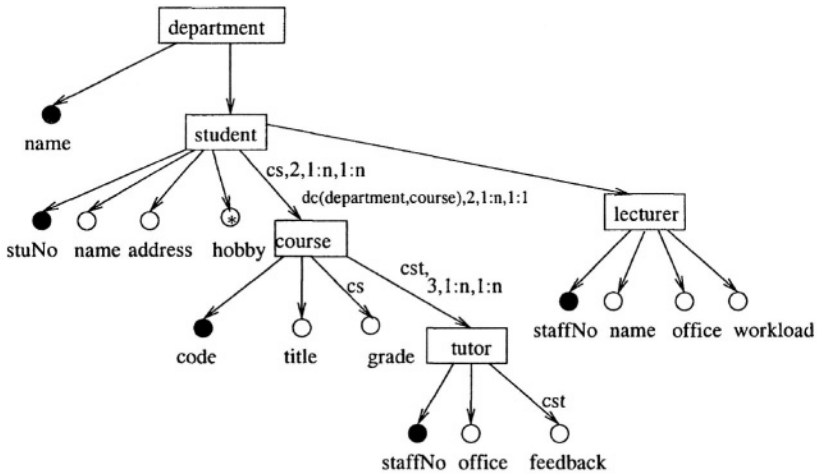 department
name
student
cs,2,1:n,1:n
dc(department,course),2,1:n,1:1
lecturer
stuNo name address hobby
*
course
cst,
3,1:n,1:n
cs
staffNo name office workload
code title grade
tutor
cst
staffNo office feedback